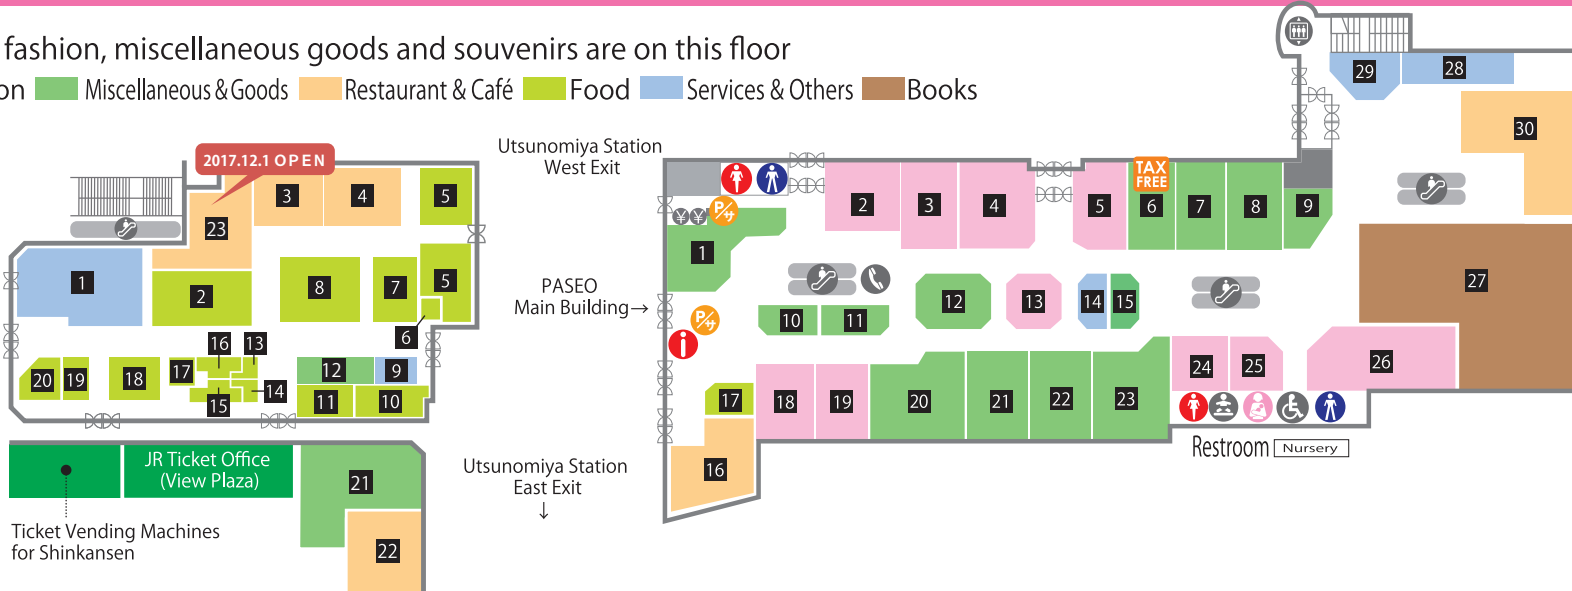 fashion, miscellaneous goods and souvenirs are on this floor
on Miscellaneous & Goods Restaurant & Café Food Services & Others Books
2017.12.1 OPEN
3
4
5
23
1
2
8
7
5
6
16
13
20
19
18
17
12
9
15
14
11
10
JR Ticket Office
(View Plaza)
21
22
Ticket Vending Machines
for Shinkansen
Utsunomiya Station
West Exit
PASEO
Main Building→
Utsunomiya Station
East Exit
↓
¥ ¥
P/サ
TAX
FREE
1
2
3
4
5
6
7
8
9
P/サ
i
10
11
12
13
14
15
16
17
18
19
20
21
22
23
24
25
26
27
28
29
30
Restroom Nursery